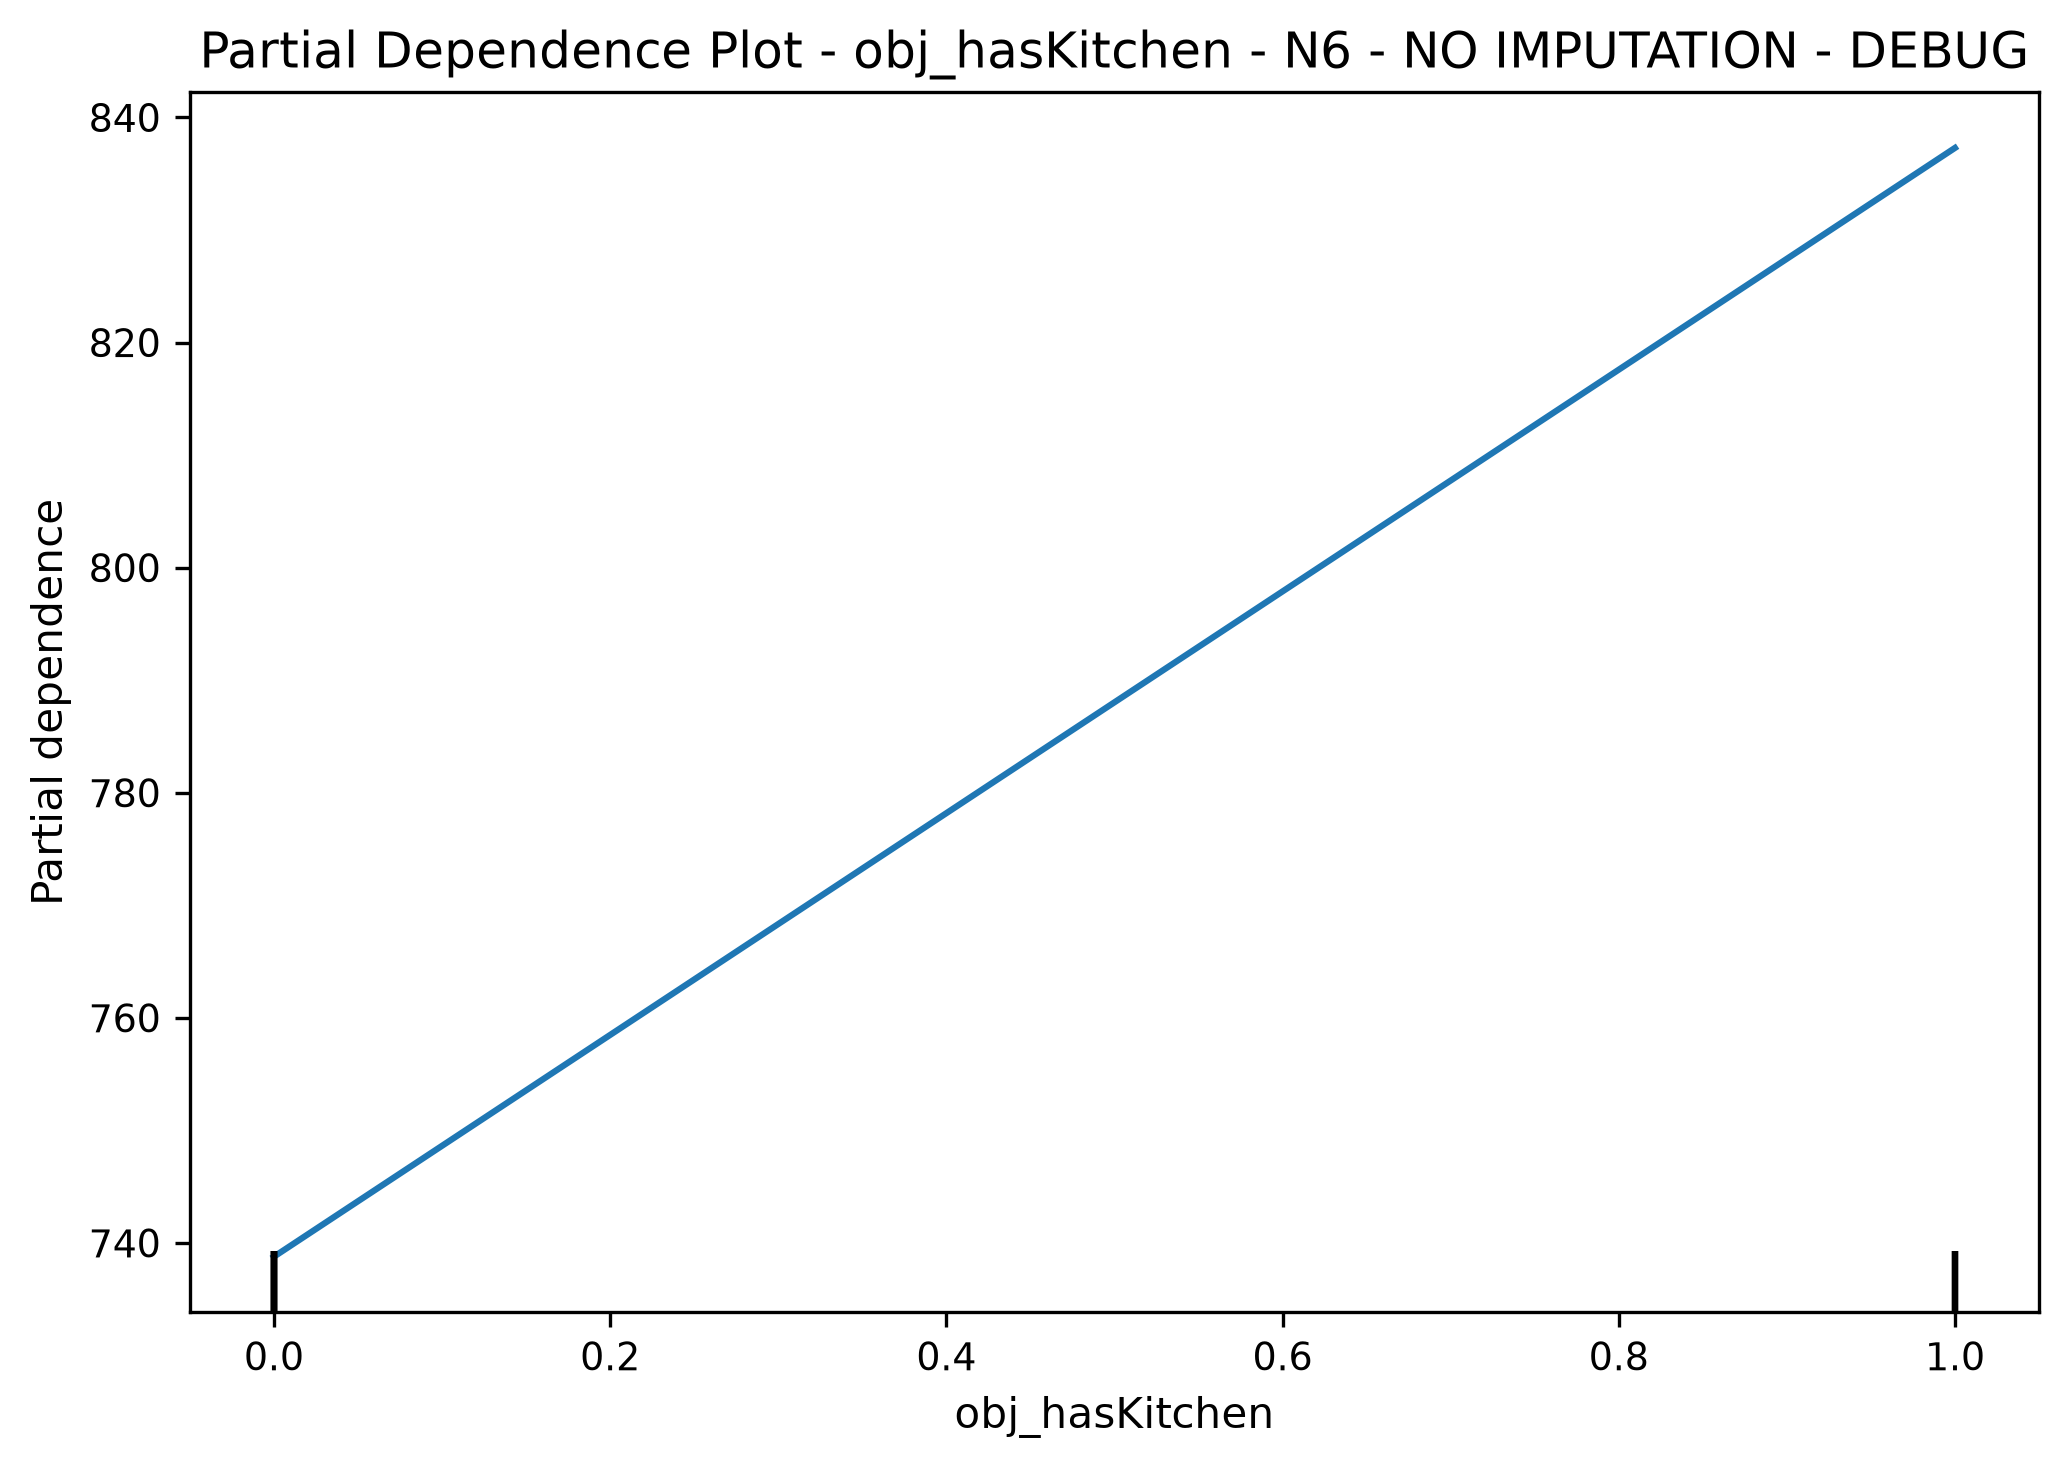 Partial Dependence Plot - obj_hasKitchen - N6 - NO IMPUTATION - DEBUG
Partial dependence
840
820
800
780
760
740
0.0 0.2 0.4 0.6 0.8 1.0
obj_hasKitchen